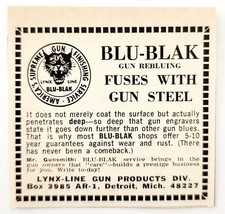 AMERICA'S SUPREME GUN FINISHING SERVICE
LYNX-LINE
BLU-BLAK
BLU-BLAK
GUN REBLUING
FUSES WITH
GUN STEEL
It does not merely coat the surface but actually
penetrates deep—so deep that gun engravers
state it goes down further than other gun blues.
That is why most BLU-BLAK shops offer 5-10
year guarantees against wear and rust. (There
has never been a comeback.)
Mr. Gunsmith: BLU-BLAK service brings in the
gun owners that "care"—builds a prestige business
for you. Write to-day!
LYNX-LINE GUN PRODUCTS DIV.
Box 3985 AR-1, Detroit, Mich. 48227